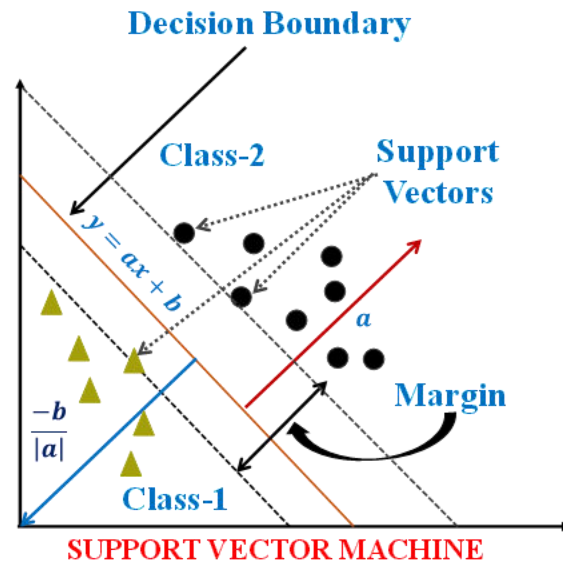 Decision Boundary
Class-2
Support
Vectors
y = ax + b
a
Margin
-b
|a|
Class-1
SUPPORT VECTOR MACHINE